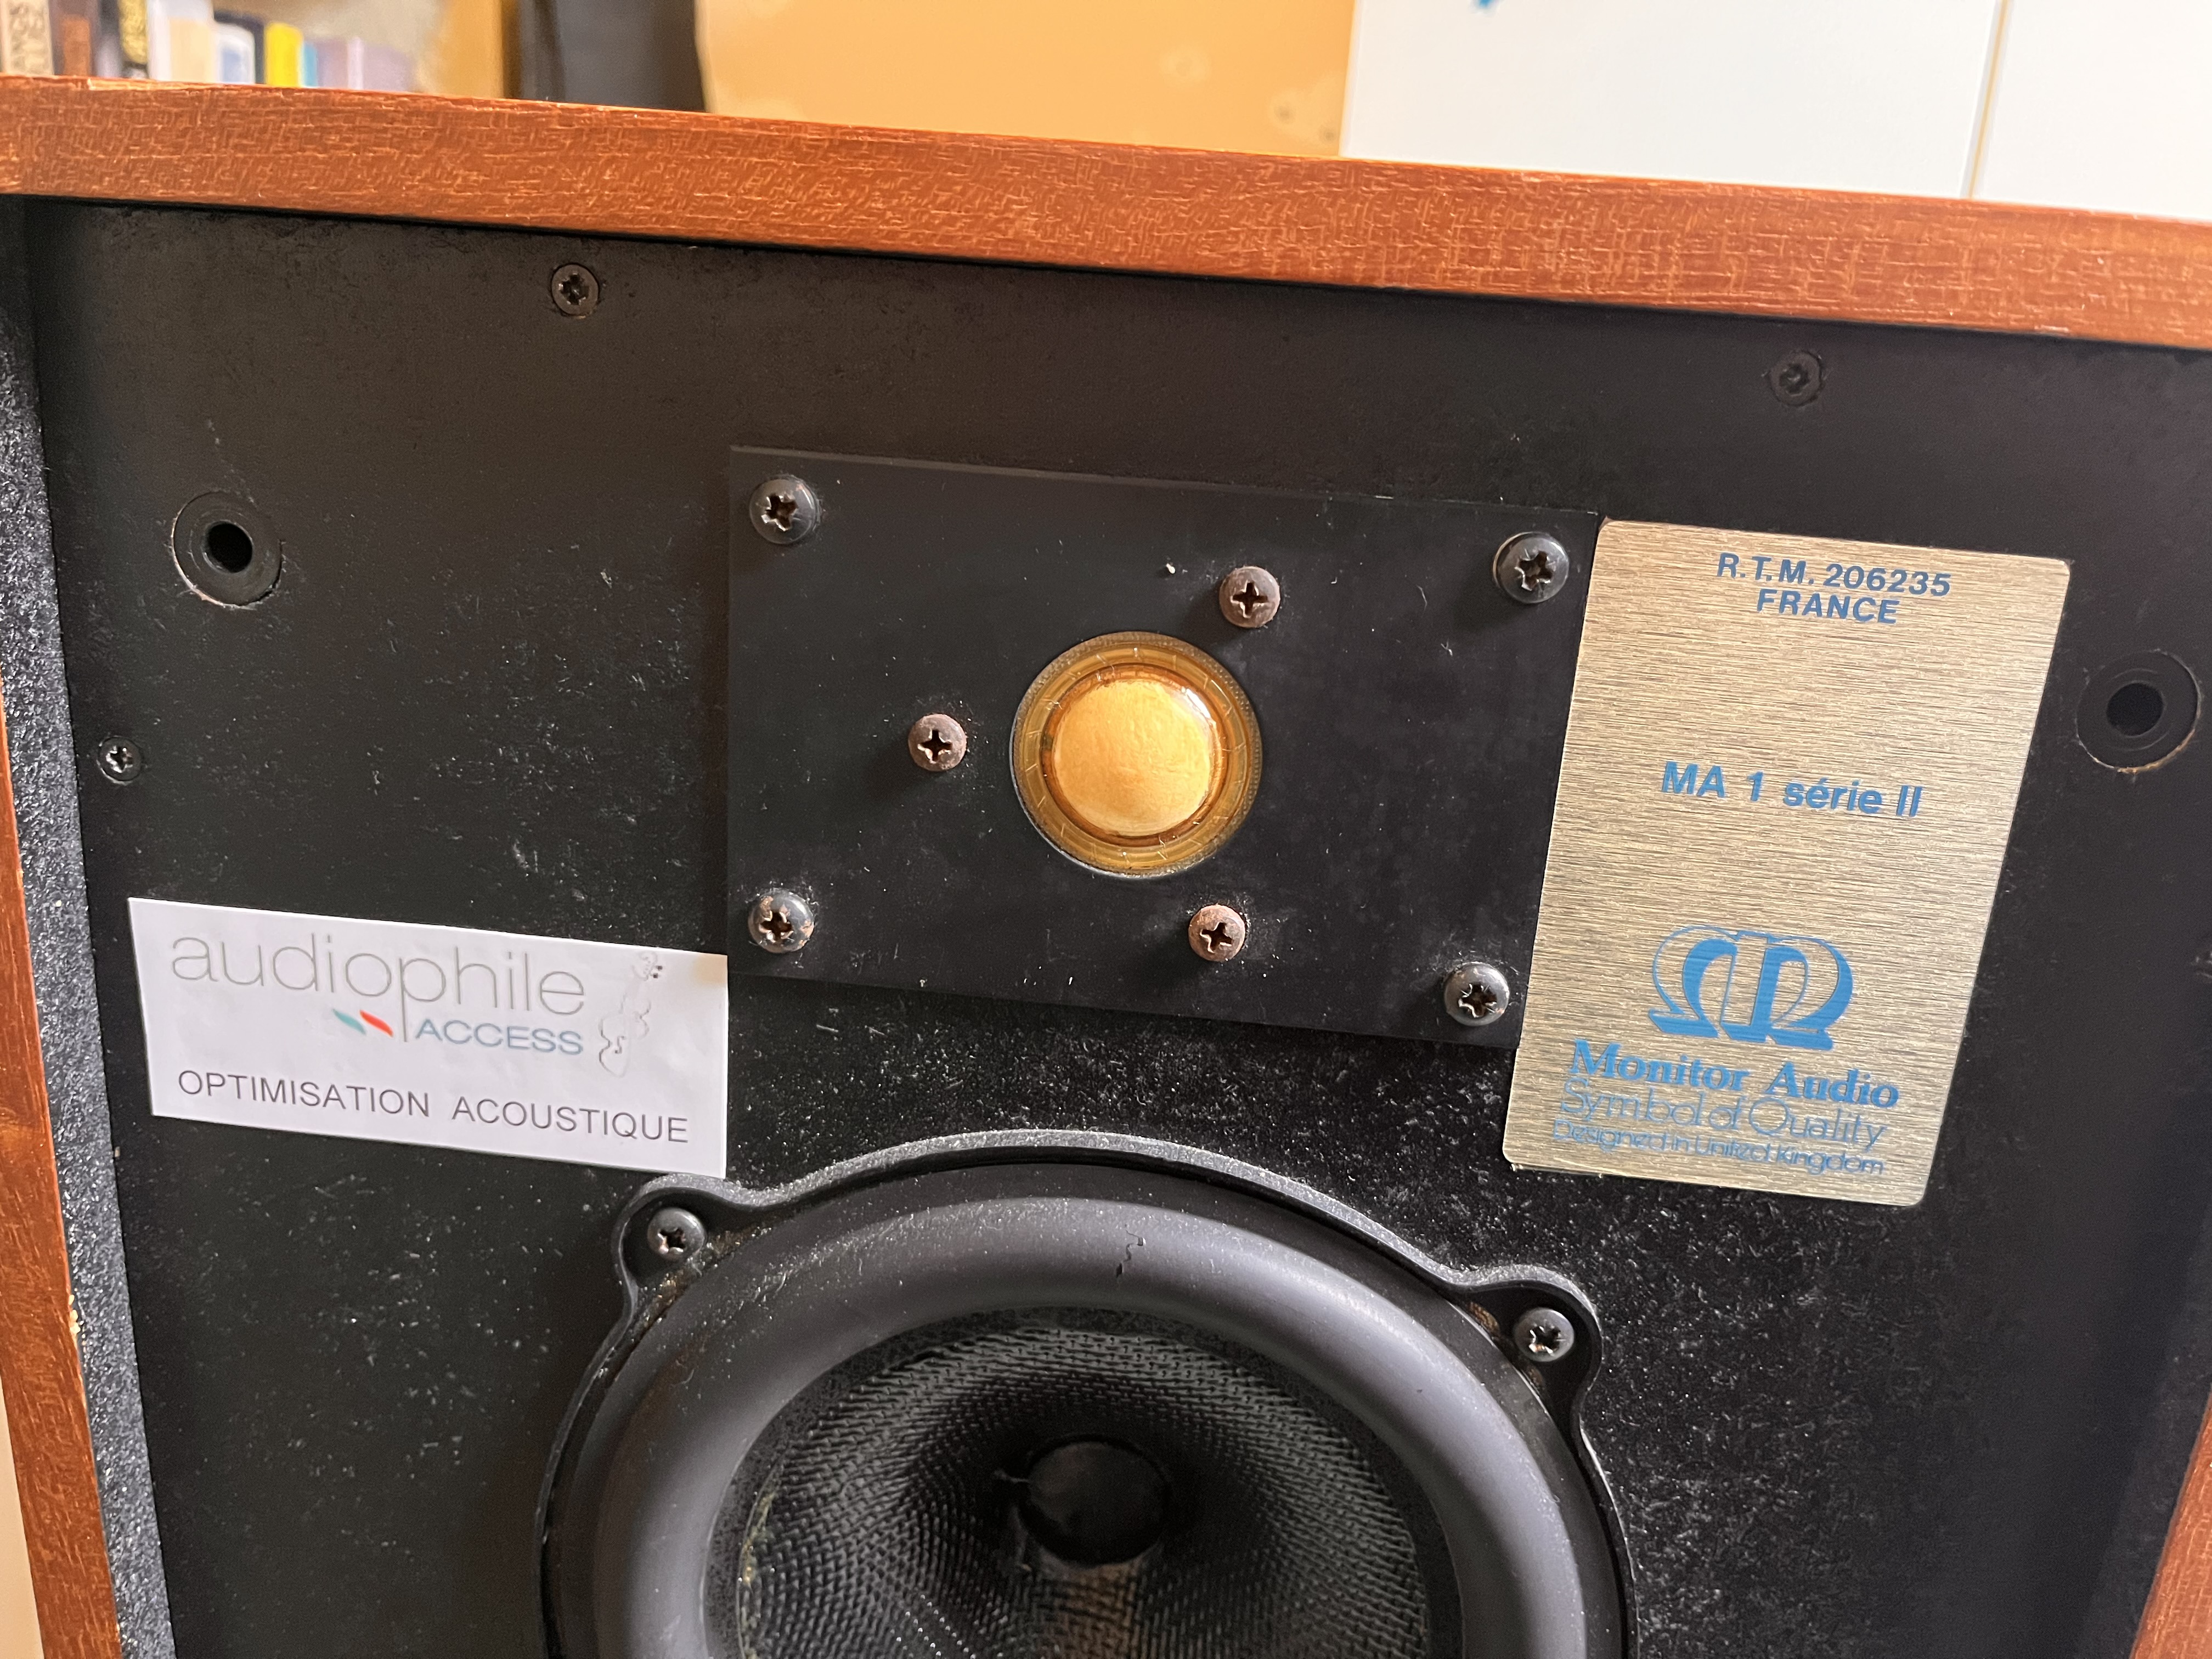 audiophile
ACCESS
OPTIMISATION ACOUSTIQUE
R.T.M. 206235
FRANCE
MA 1 série II
Monitor Audio
Symbol of Quality
Designed in United Kingdom